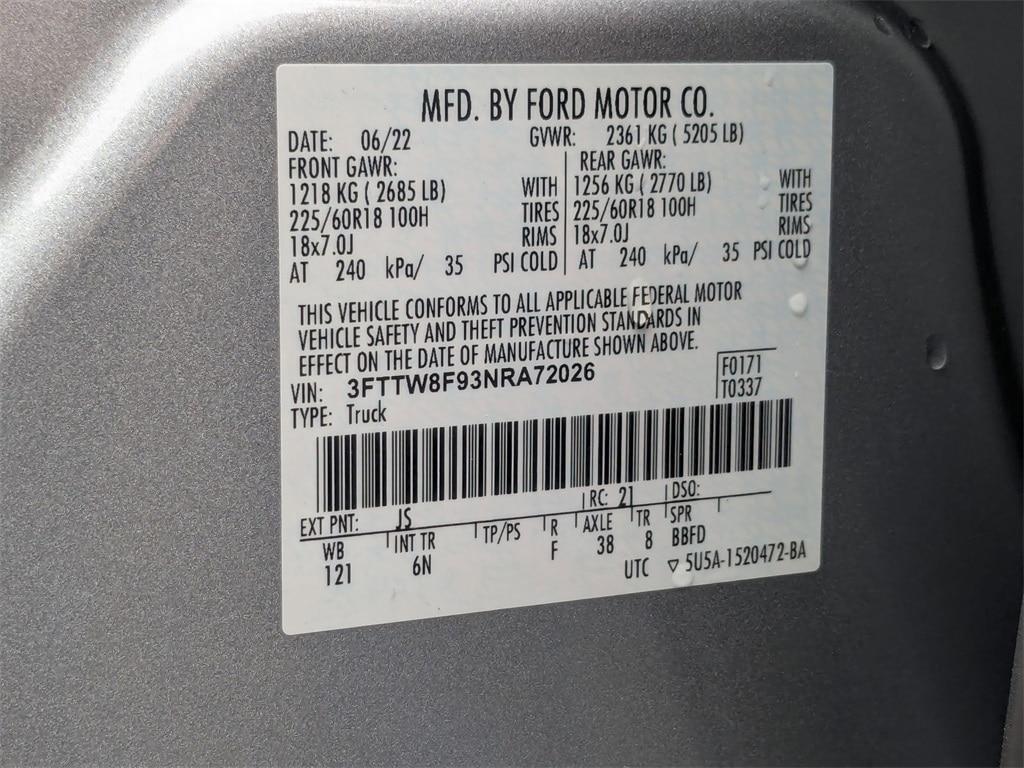 MFD. BY FORD MOTOR CO.
DATE: 06/22 GVWR: 2361 KG ( 5205 LB)
FRONT GAWR: REAR GAWR:
1218 KG ( 2685 LB) WITH 1256 KG ( 2770 LB) WITH
225/60R18 100H TIRES 225/60R18 100H TIRES
18x7.0J RIMS 18x7.0J RIMS
AT 240 kPa/ 35 PSI COLD AT 240 kPa/ 35 PSI COLD
THIS VEHICLE CONFORMS TO ALL APPLICABLE FEDERAL MOTOR
VEHICLE SAFETY AND THEFT PREVENTION STANDARDS IN
EFFECT ON THE DATE OF MANUFACTURE SHOWN ABOVE.
VIN: 3FTTW8F93NRA72026 F0171
TYPE: Truck T0337
EXT PNT: JS RC: 21 DSO:
WB INT TR TP/PS R AXLE TR SPR
121 6N F 38 8 BBFD
UTC ▽ 5U5A-1520472-BA